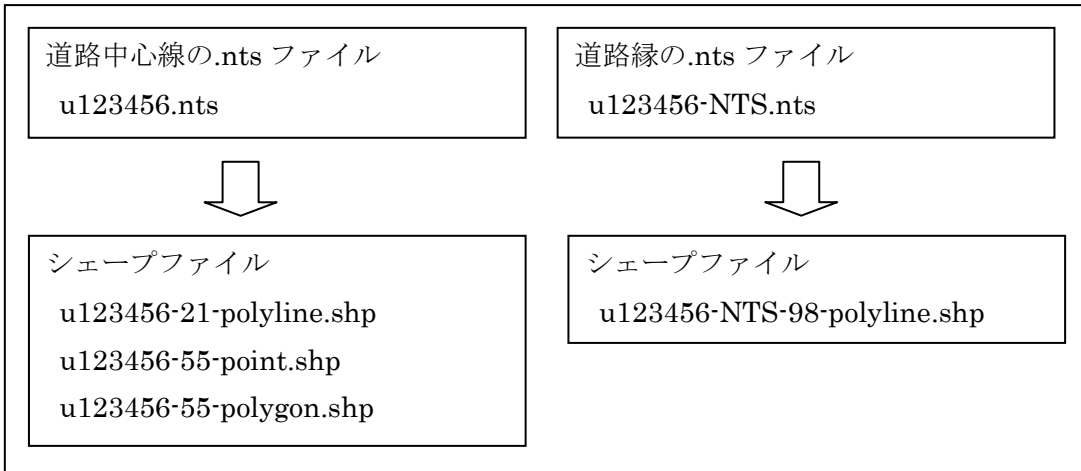 道路中心線の.nts ファイル
u123456.nts
道路縁の.nts ファイル
u123456-NTS.nts
シェープファイル
u123456-21-polyline.shp
u123456-55-point.shp
u123456-55-polygon.shp
シェープファイル
u123456-NTS-98-polyline.shp